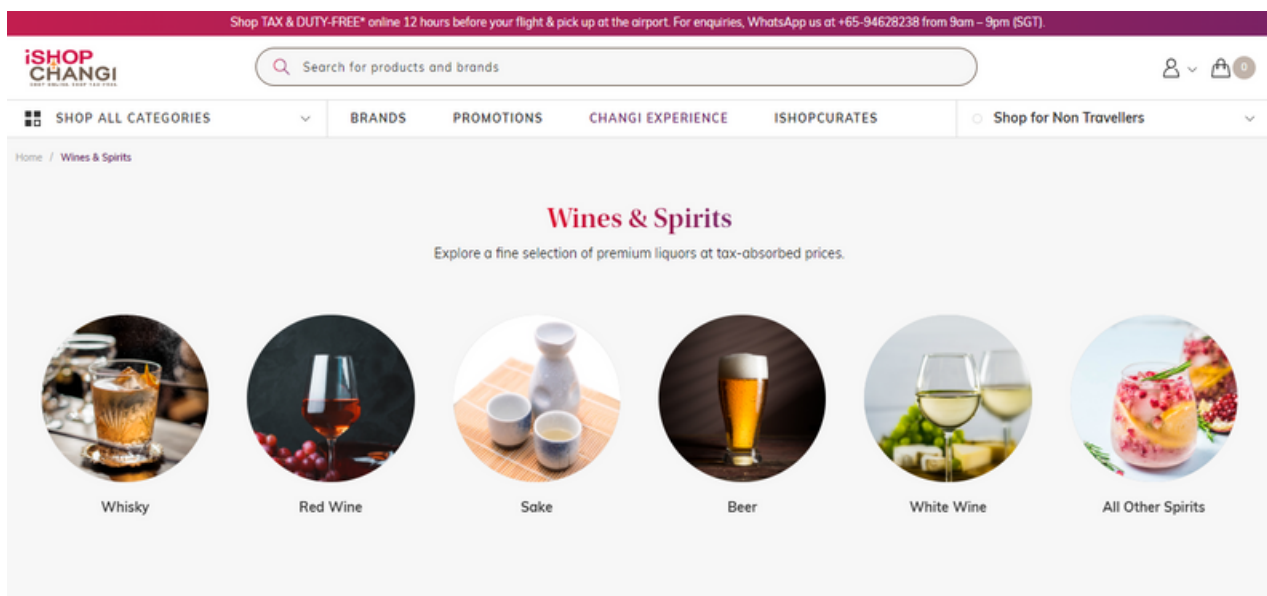 Shop TAX & DUTY-FREE* online 12 hours before your flight & pick up at the airport. For enquiries, WhatsApp us at +65-94628238 from 9am – 9pm (SGT).
iSHOP
CHANGI
Search for products and brands
0
SHOP ALL CATEGORIES
BRANDS
PROMOTIONS
CHANGI EXPERIENCE
ISHOPCURATES
Shop for Non Travellers
Home / Wines & Spirits
Wines & Spirits
Explore a fine selection of premium liquors at tax-absorbed prices.
Whisky
Red Wine
Sake
Beer
White Wine
All Other Spirits